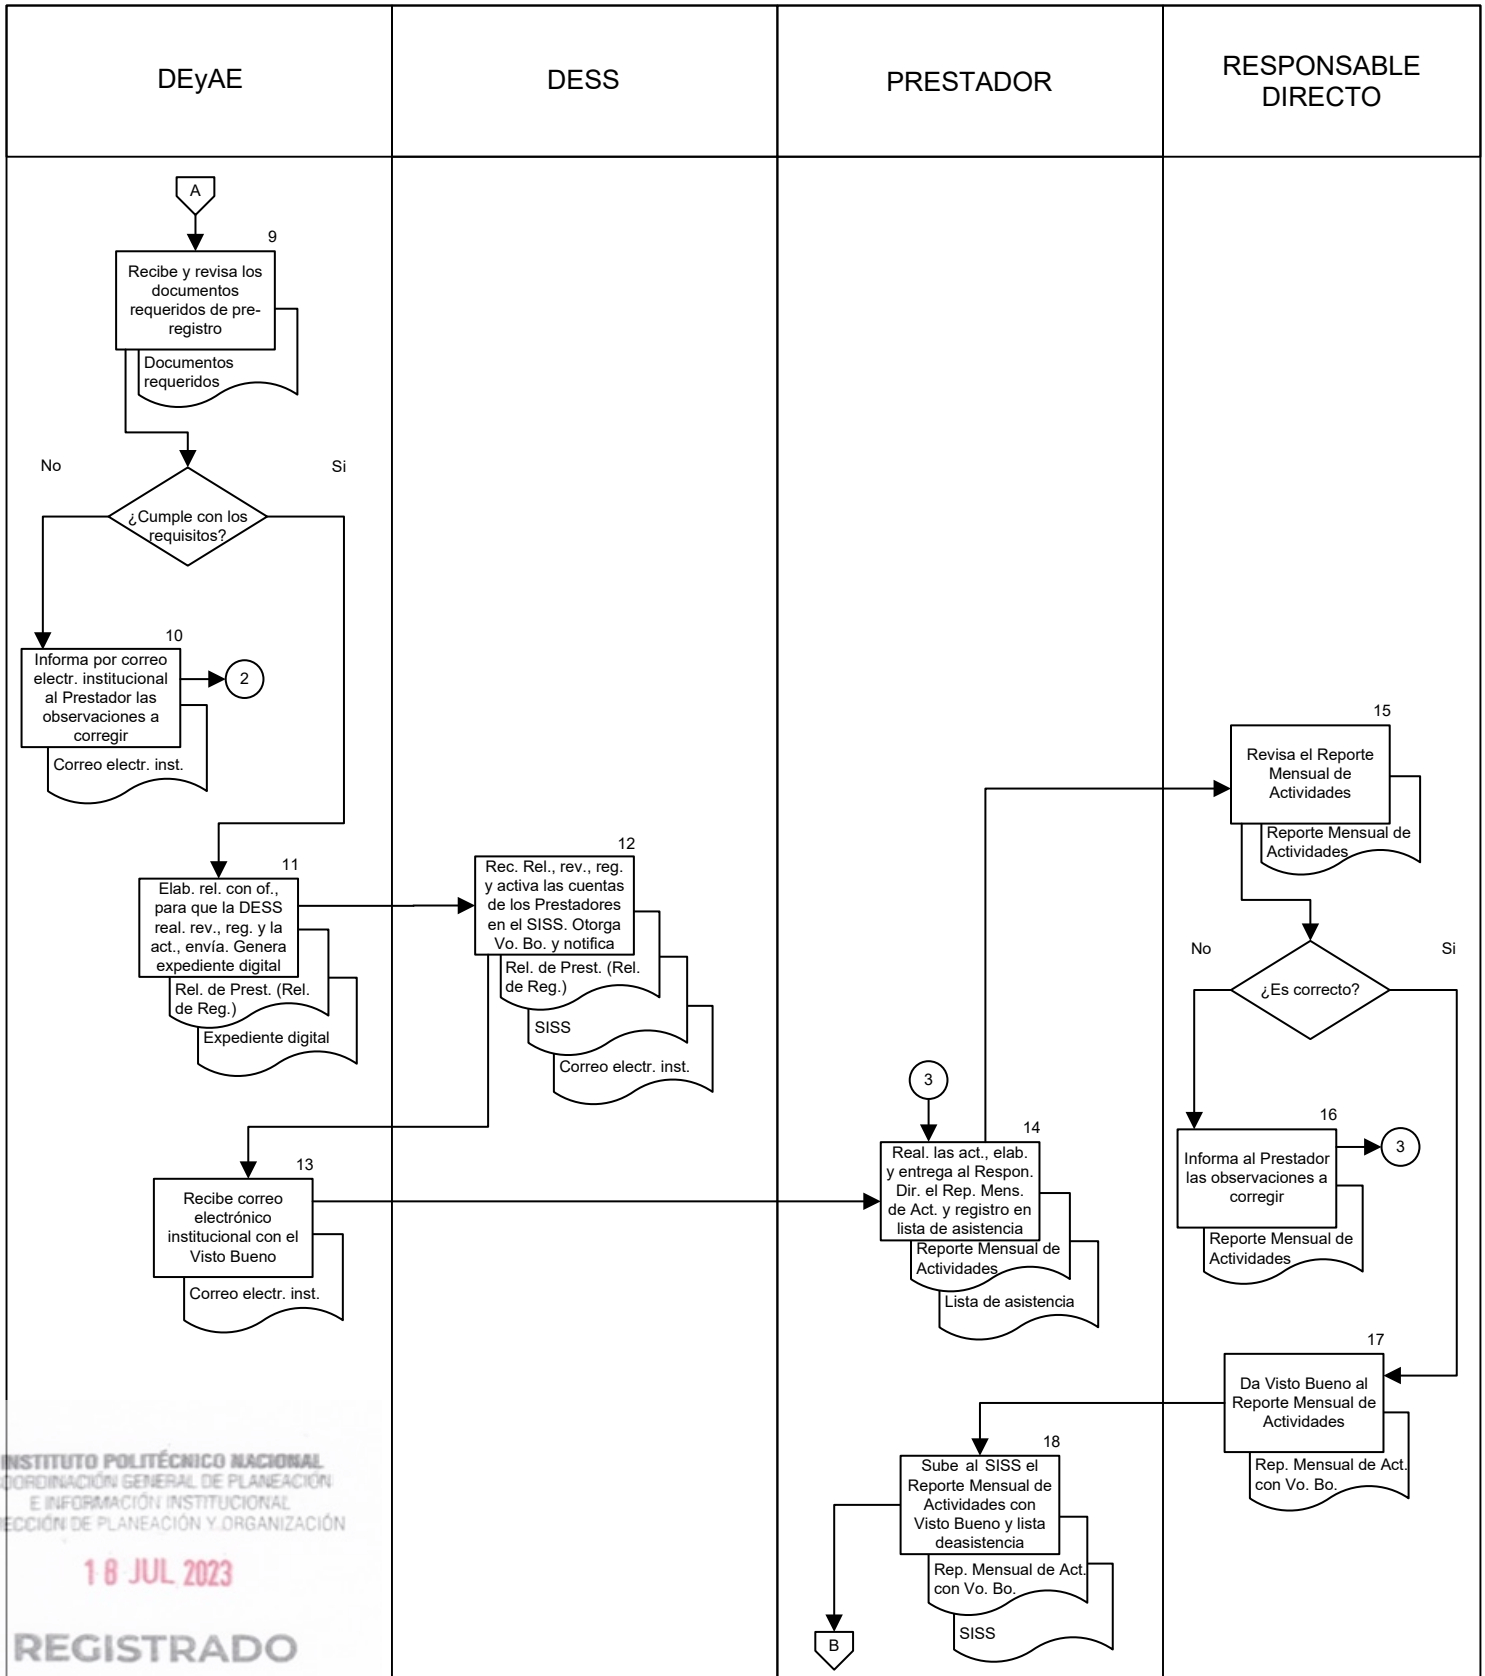 DEyAE
DESS
PRESTADOR
RESPONSABLE
DIRECTO
A
9
Recibe y revisa los
documentos
requeridos de pre-
registro
Documentos
requeridos
No
Si
¿Cumple con los
requisitos?
10
Informa por correo
electr. institucional
al Prestador las
observaciones a
corregir
2
Correo electr. inst.
11
Elab. rel. con of.,
para que la DESS
real. rev., reg. y la
act., envía. Genera
expediente digital
Rel. de Prest. (Rel.
de Reg.)
Expediente digital
12
Rec. Rel., rev., reg.
y activa las cuentas
de los Prestadores
en el SISS. Otorga
Vo. Bo. y notifica
Rel. de Prest. (Rel.
de Reg.)
SISS
Correo electr. inst.
13
Recibe correo
electrónico
institucional con el
Visto Bueno
Correo electr. inst.
3
14
Real. las act., elab.
y entrega al Respon.
Dir. el Rep. Mens.
de Act. y registro en
lista de asistencia
Reporte Mensual de
Actividades
Lista de asistencia
15
Revisa el Reporte
Mensual de
Actividades
Reporte Mensual de
Actividades
No
Si
¿Es correcto?
16
Informa al Prestador
las observaciones a
corregir
3
Reporte Mensual de
Actividades
17
Da Visto Bueno al
Reporte Mensual de
Actividades
Rep. Mensual de Act.
con Vo. Bo.
18
Sube al SISS el
Reporte Mensual de
Actividades con
Visto Bueno y lista
deasistencia
Rep. Mensual de Act.
con Vo. Bo.
SISS
B
INSTITUTO POLITÉCNICO NACIONAL
OORDINACIÓN GENERAL DE PLANEACIÓN
E INFORMACIÓN INSTITUCIONAL
RECCIÓN DE PLANEACIÓN Y ORGANIZACIÓN
18 JUL 2023
REGISTRADO